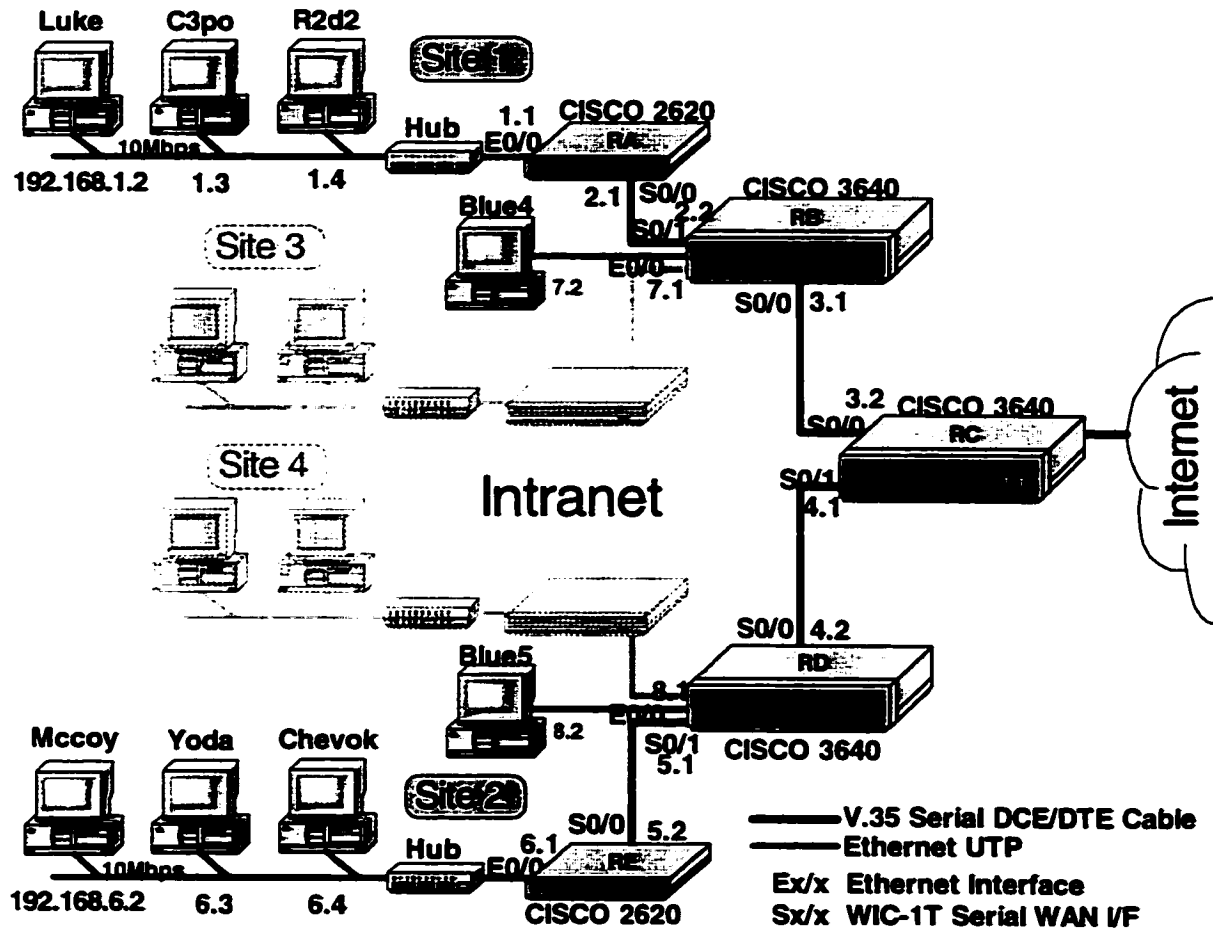 Luke C3po R2d2
Site 1
10Mbps
192.168.1.2 1.3 1.4
Hub
1.1
E0/0
CISCO 2620
RA
2.1
S0/0
2.2
S0/1
CISCO 3640
RB
Blue4
7.2
E0/0
7.1
S0/0 3.1
Site 3
3.2
S0/0
CISCO 3640
RC
Internet
Site 4
Intranet
S0/1
4.1
S0/0 4.2
RD
CISCO 3640
Blue5
8.2
8.1
E0/0
S0/1
5.1
Mccoy Yoda Chevok
Site 2
10Mbps
192.168.6.2 6.3 6.4
Hub
6.1
E0/0
S0/0 5.2
RE
CISCO 2620
V.35 Serial DCE/DTE Cable
Ethernet UTP
Ex/x Ethernet Interface
Sx/x WIC-1T Serial WAN I/F